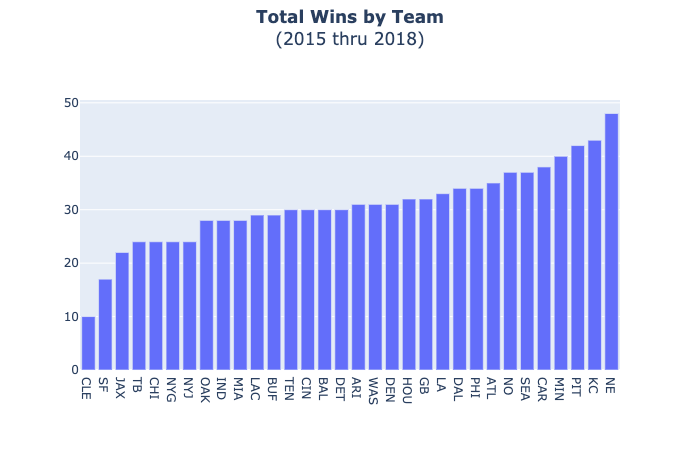 Total Wins by Team
(2015 thru 2018)
50
40
30
20
10
0
CLE
SF
JAX
TB
CHI
NYG
NYJ
OAK
IND
MIA
LAC
BUF
TEN
CIN
BAL
DET
ARI
WAS
DEN
HOU
GB
LA
DAL
PHI
ATL
NO
SEA
CAR
MIN
PIT
KC
NE